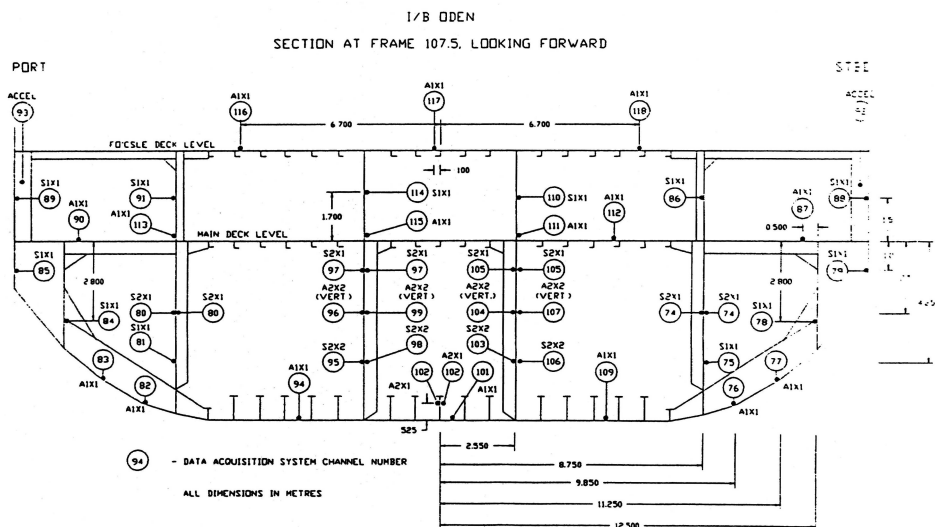 I/B ODEN
SECTION AT FRAME 107.5, LOOKING FORWARD
PORT
ACCEL
93
A1X1
116
A1X1
117
A1X1
118
ACCEL
6.700
6.700
FO'CSLE DECK LEVEL
100
S1X1
89
A1X1
90
S1X1
91
A1X1
113
1.700
114
S1X1
115
A1X1
110
S1X1
111
A1X1
A1X1
112
S1X1
86
A1X1
87
S1X1
88
0.500
MAIN DECK LEVEL
S1X1
85
2.800
S1X1
84
S2X1
80
S2X1
80
S1X1
81
S2X1
97
S2X1
97
A2X2
(VERT)
96
A2X2
(VERT.)
99
S2X2
95
S2X2
98
S2X1
105
S2X1
105
A2X2
(VERT.)
104
A2X2
(VERT)
107
S2X2
103
S2X2
106
S2X1
74
S2X1
74
S1X1
75
2.800
S1X1
78
S1X1
79
83
A1X1
82
A1X1
A1X1
94
A2X1
102
A2X1
102
101
A1X1
A1X1
109
76
A1X1
77
A1X1
525
2.550
8.750
9.850
11.250
12.500
94
- DATA ACQUISITION SYSTEM CHANNEL NUMBER
ALL DIMENSIONS IN METRES